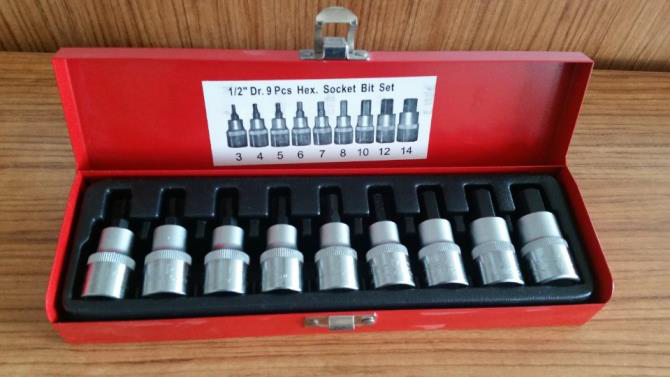 1/2" Dr. 9 Pcs Hex. Socket Bit Set
3 4 5 6 7 8 10 12 14